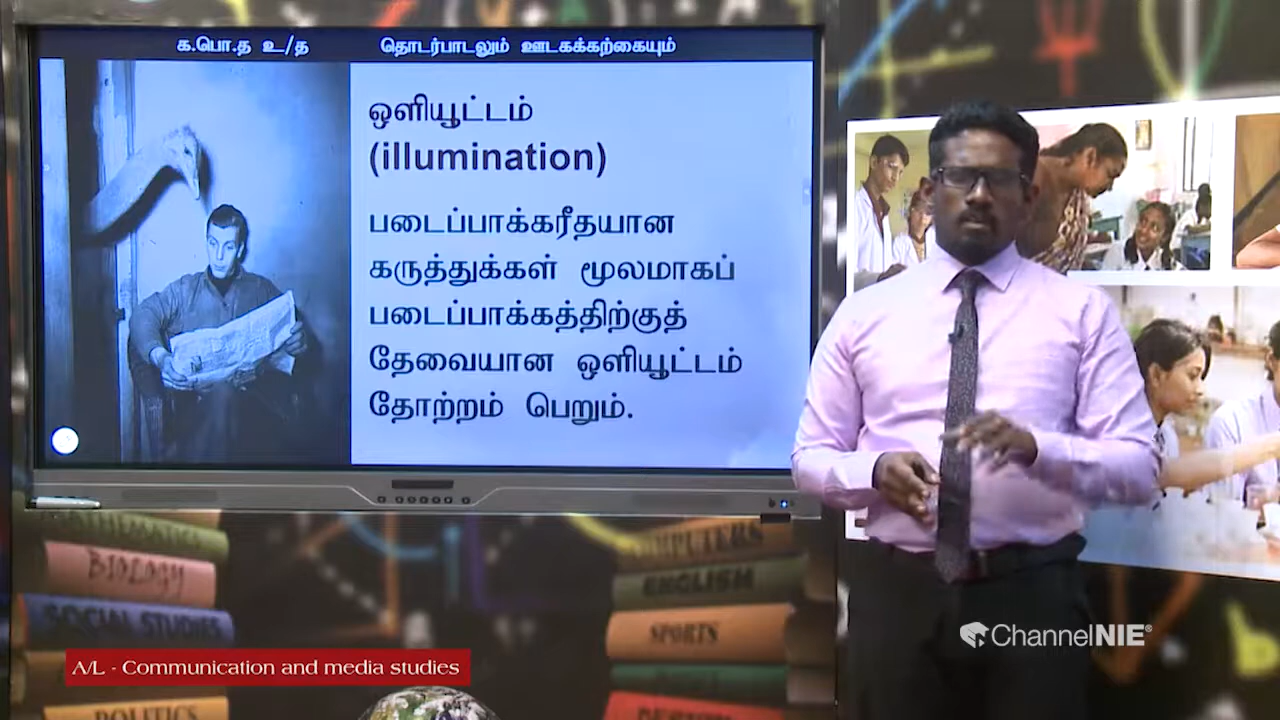 க.பொ.த உ/த
தொடர்பாடலும் ஊடகக்கற்கையும்
ஒளியூட்டம்
(illumination)
படைப்பாக்கரீதயான
கருத்துக்கள் மூலமாகப்
படைப்பாக்கத்திற்குத்
தேவையான ஒளியூட்டம்
தோற்றம் பெறும்.
MATHEMATICS
BIOLOGY
SOCIAL STUDIES
POLITICS
COMPUTERS
ENGLISH
SPORTS
A/L - Communication and media studies
ChannelNIE®